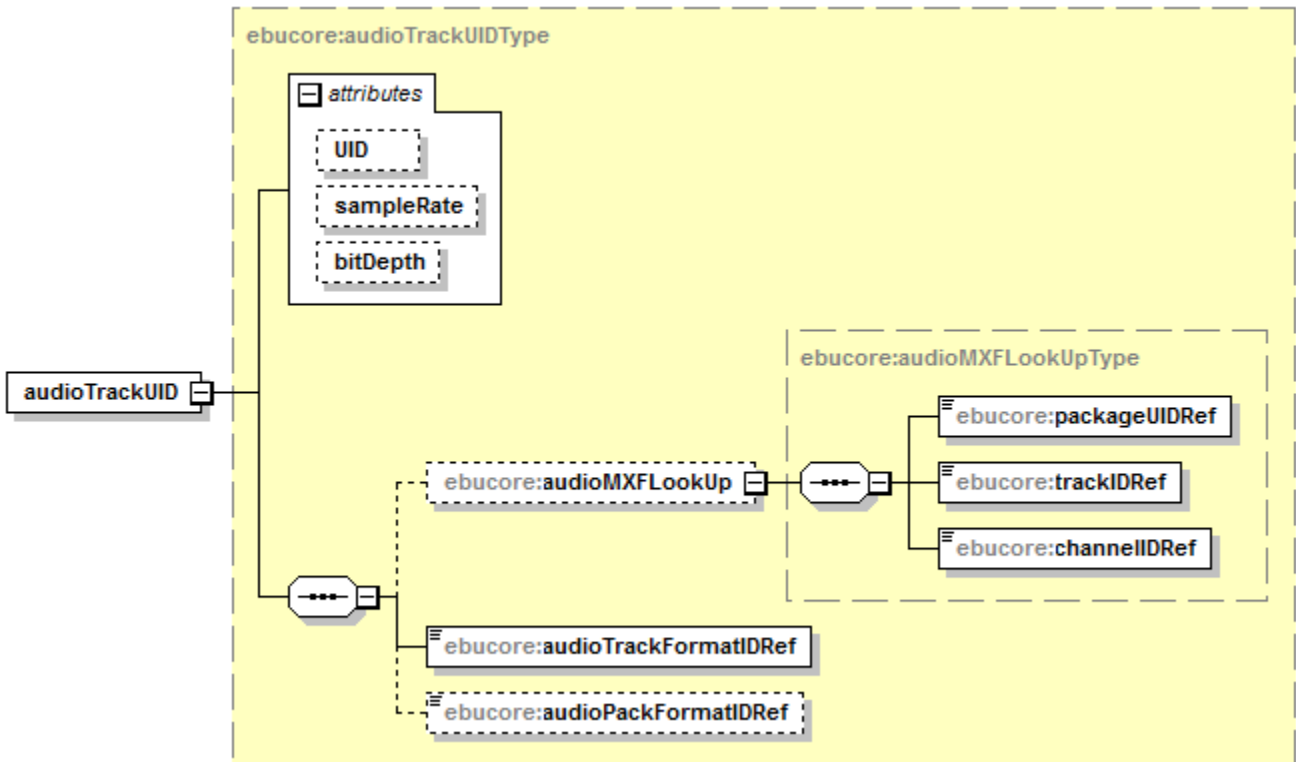 ebucore:audioTrackUIDType
attributes
UID
sampleRate
bitDepth
audioTrackUID
ebucore:audioMXFLookUpType
ebucore:packageUIDRef
ebucore:audioMXFLookUp
ebucore:trackIDRef
ebucore:channelIDRef
ebucore:audioTrackFormatIDRef
ebucore:audioPackFormatIDRef